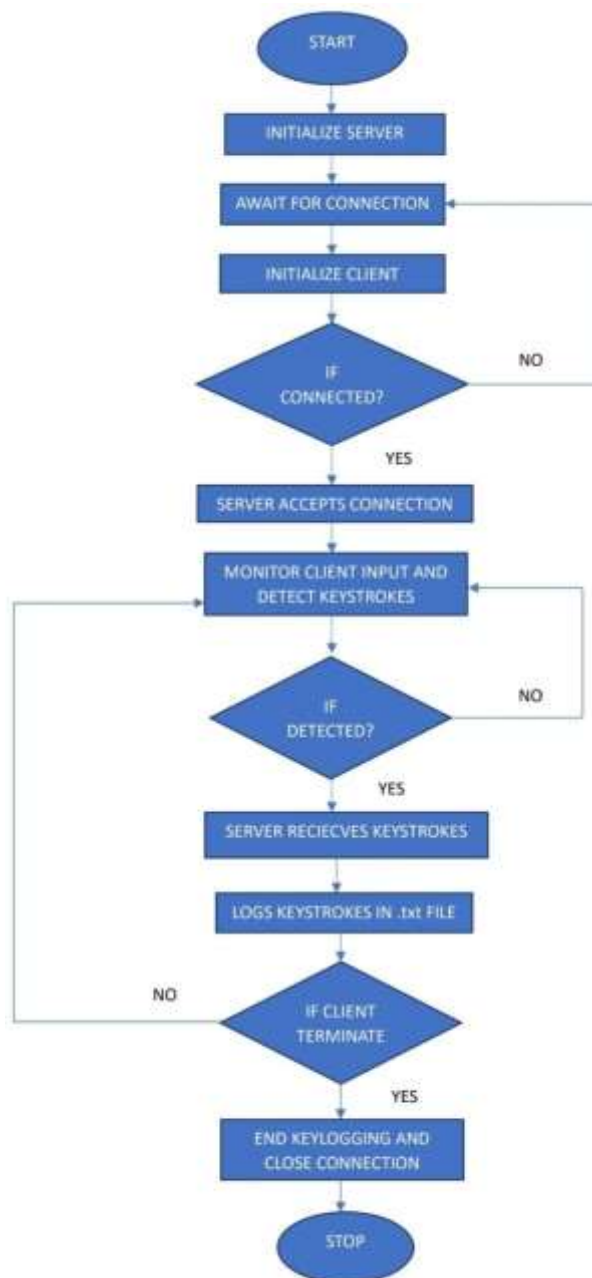 START
INITIALIZE SERVER
AWAIT FOR CONNECTION
INITIALIZE CLIENT
IF
CONNECTED?
NO
YES
SERVER ACCEPTS CONNECTION
MONITOR CLIENT INPUT AND
DETECT KEYSTROKES
IF
DETECTED?
NO
YES
SERVER RECIECVES KEYSTROKES
LOGS KEYSTROKES IN .txt FILE
NO
IF CLIENT
TERMINATE
YES
END KEYLOGGING AND
CLOSE CONNECTION
STOP